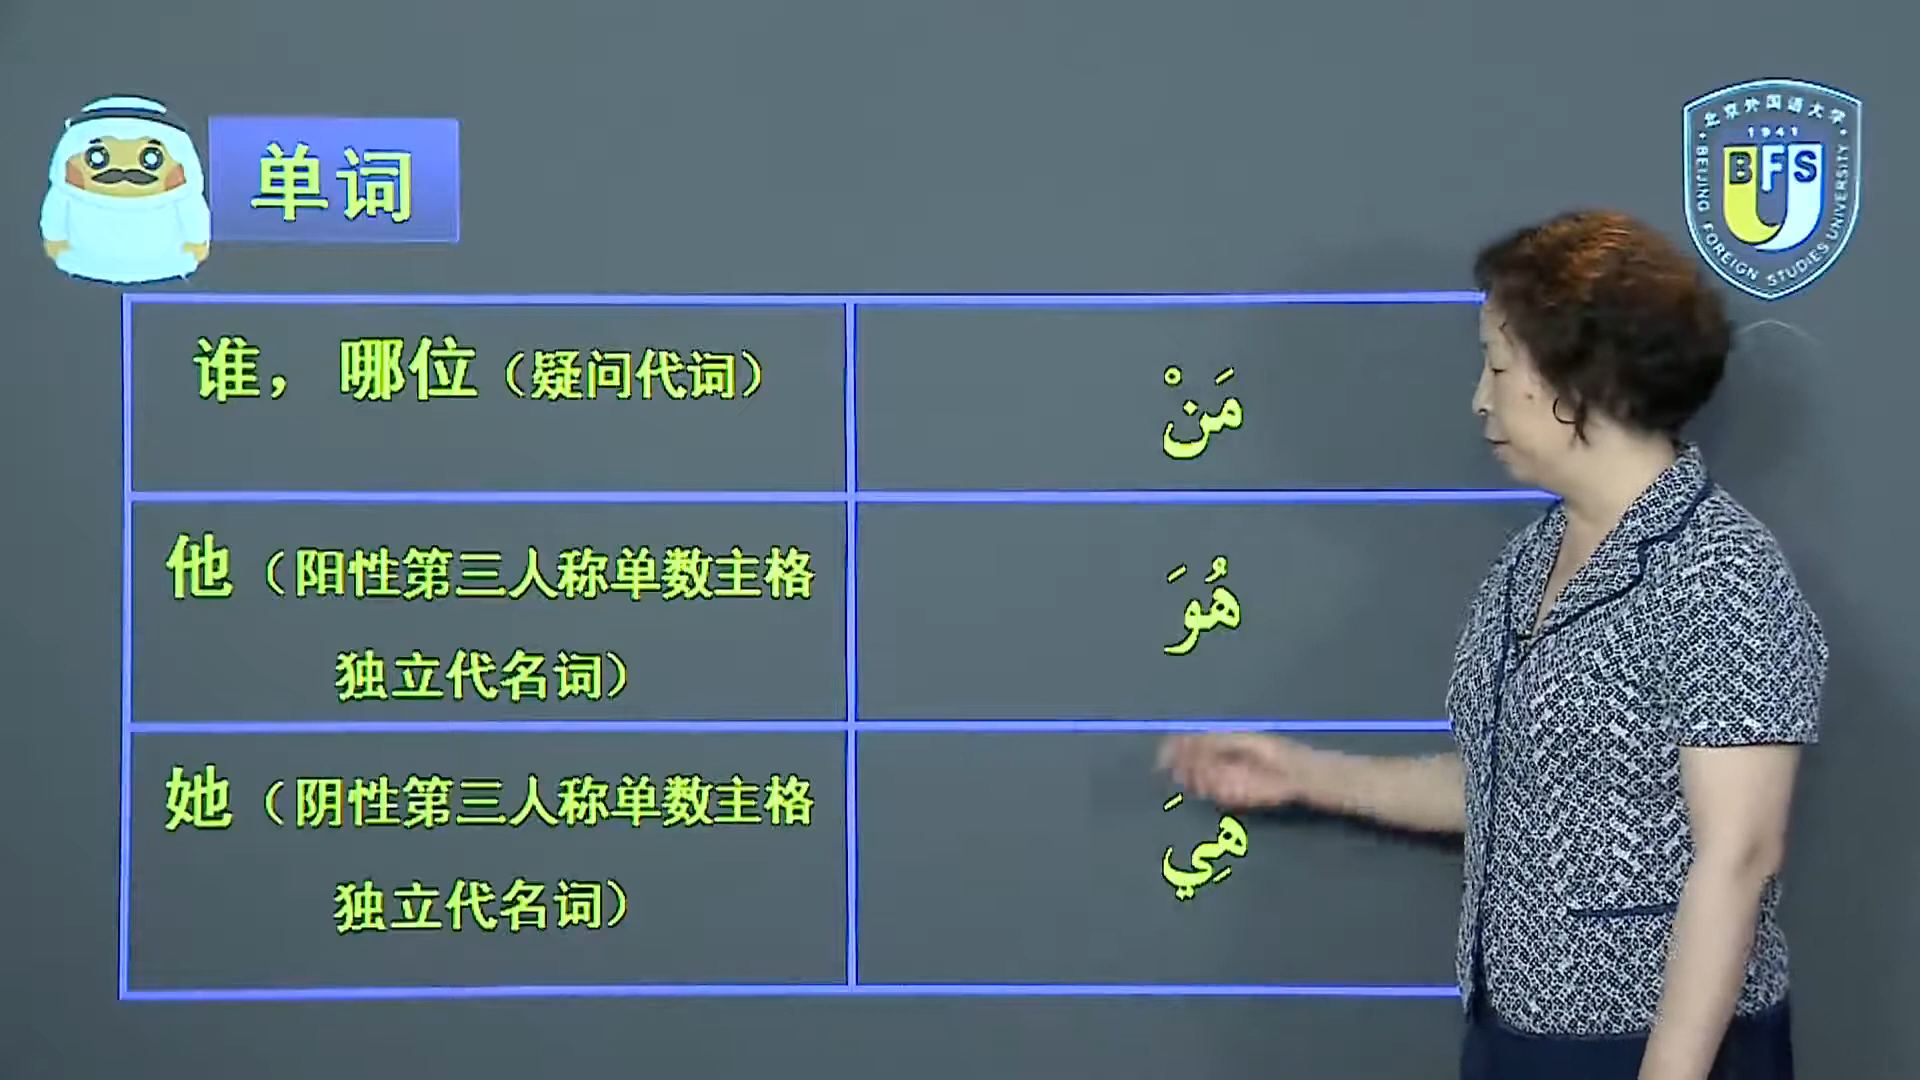 单词
北京外国语大学
1941
BFSU
BEIJING FOREIGN STUDIES UNIVERSITY
谁，哪位（疑问代词）
مَنْ
他（阳性第三人称单数主格
独立代名词）
هُوَ
她（阴性第三人称单数主格
独立代名词）
هِيَ